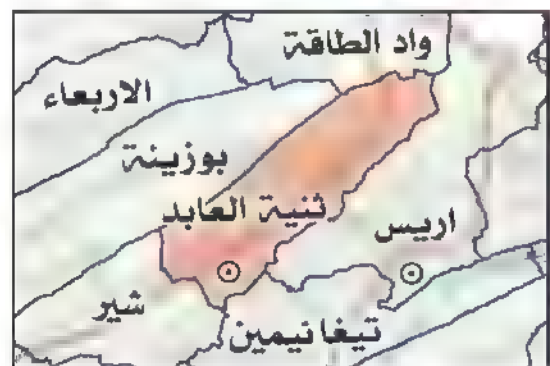 واد الطاقة
الاربعاء
بوزينة
ثنية العابد
اريس
شير
تيغانيمين